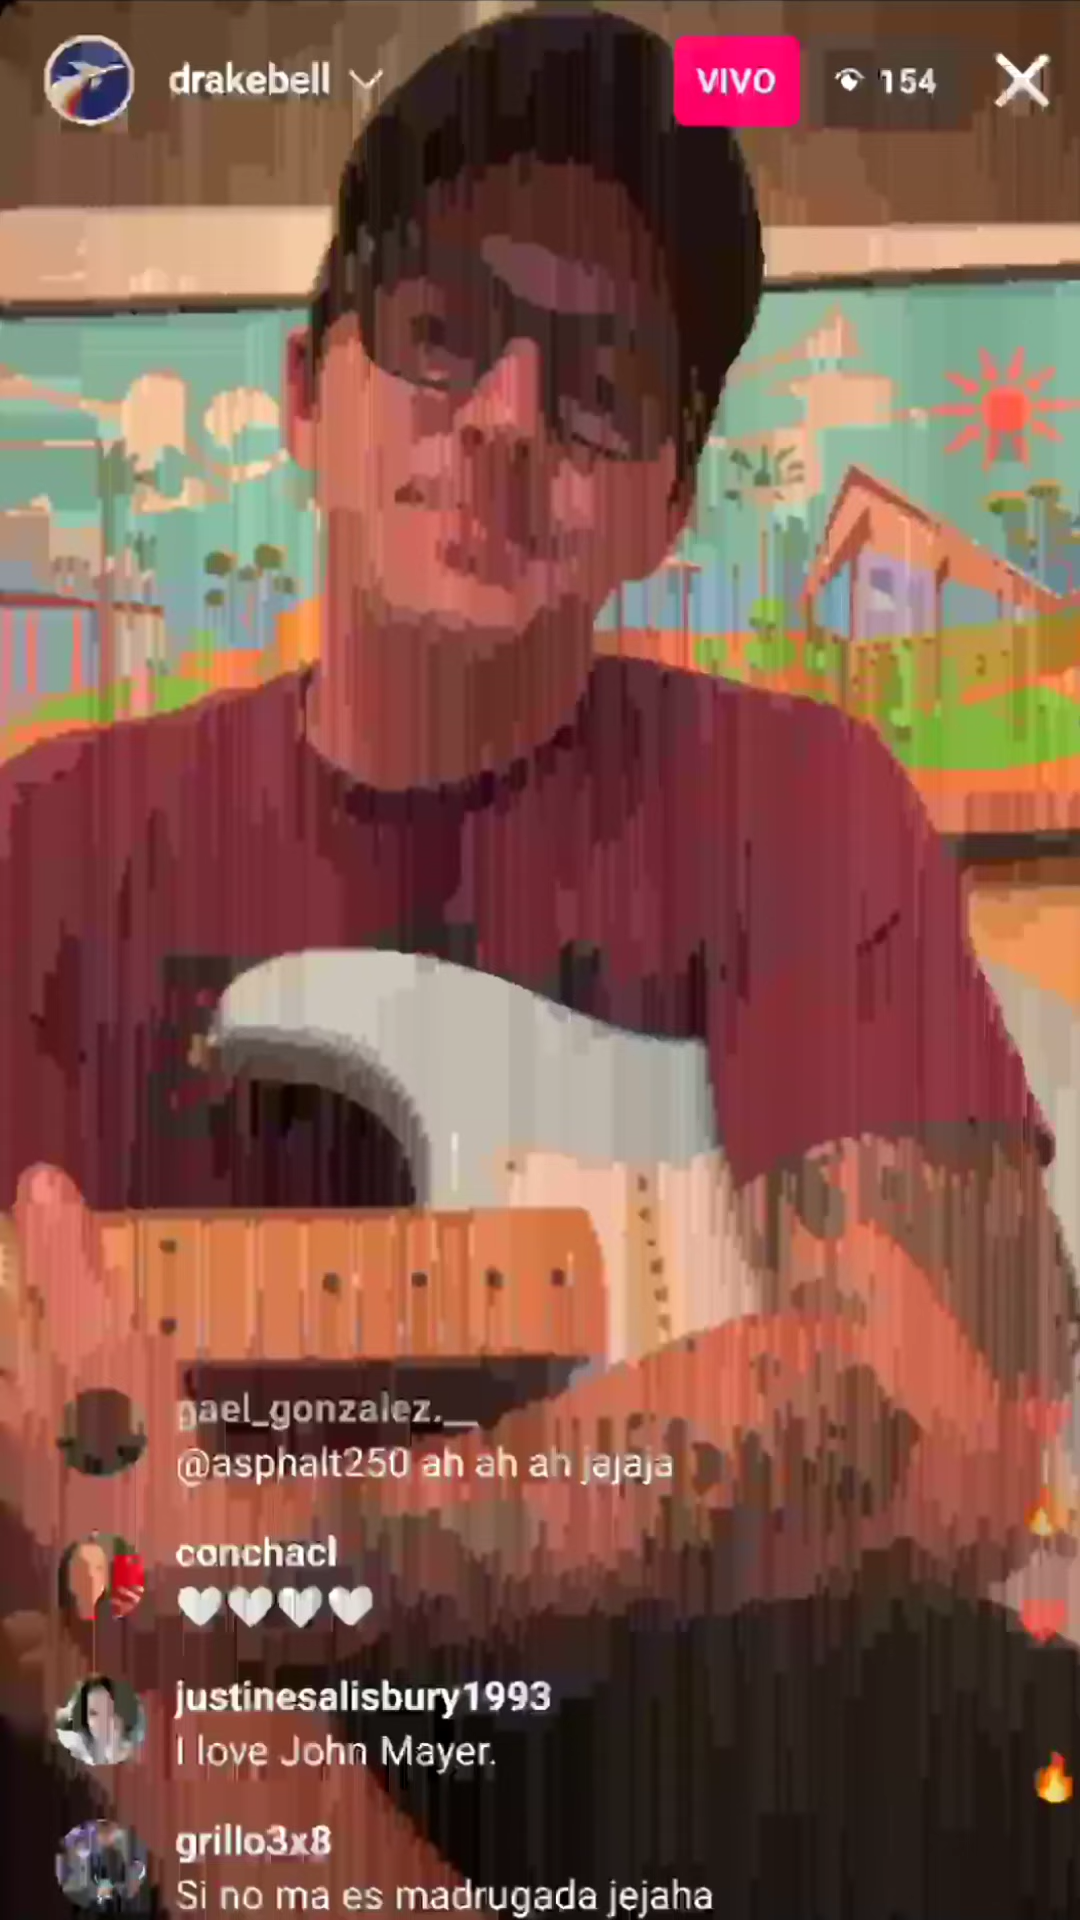 drakebell
VIVO
154
gael_gonzalez.__
@asphalt250 ah ah ah jajaja
conchacl
🤍🤍🤍🤍
justinesalisbury1993
I love John Mayer.
grillo3x8
Si no ma es madrugada jejaha